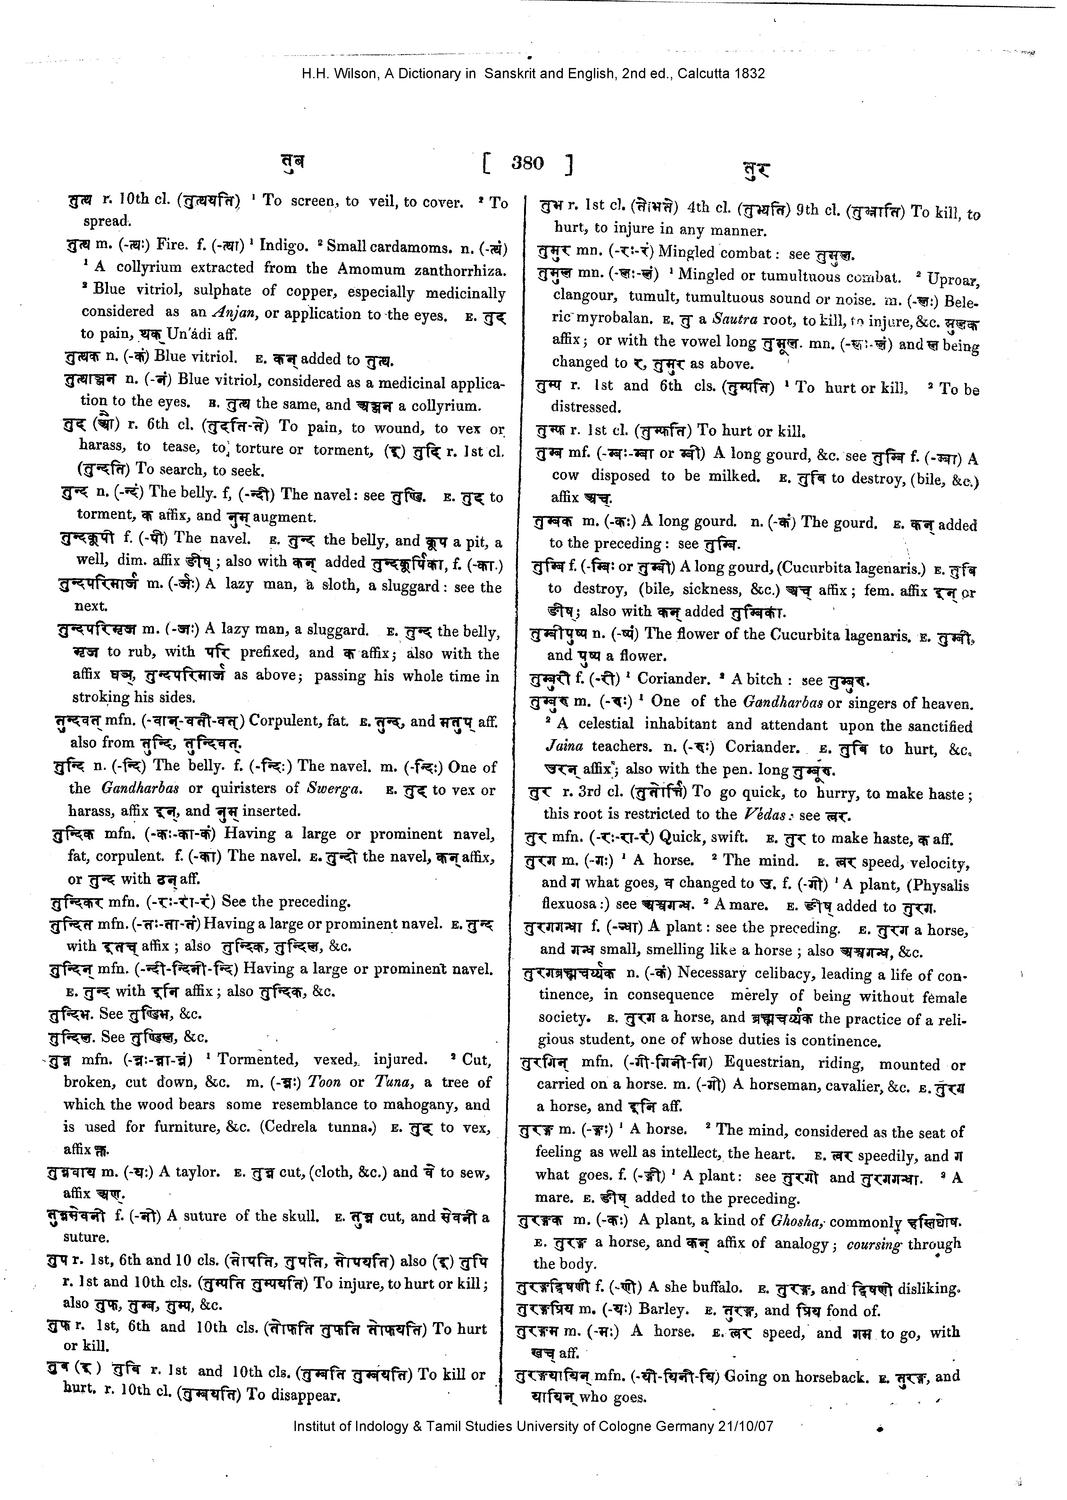 H.H. Wilson, A Dictionary in Sanskrit and English, 2nd ed., Calcutta 1832
तुब [ 380 ] तुर
तुत्थ r. 10th cl. (तुत्थयति) ¹ To screen, to veil, to cover. ² To
spread.
तुत्थ m. (-त्थः) Fire. f. (-त्था) ¹ Indigo. ² Small cardamoms. n. (-त्थं)
¹ A collyrium extracted from the Amomum zanthorrhiza.
² Blue vitriol, sulphate of copper, especially medicinally
considered as an Anjan, or application to the eyes. E. तुद्
to pain, थक् Un'ádi aff.
तुत्थक n. (-कं) Blue vitriol. E. कन् added to तुत्थ.
तुत्थाञ्जन n. (-नं) Blue vitriol, considered as a medicinal applica-
tion to the eyes. E. तुत्थ the same, and अञ्जन a collyrium.
तुद (औ) r. 6th cl. (तुदति-ते) To pain, to wound, to vex or
harass, to tease, to torture or torment, (इ) तुदि r. 1st cl.
(तुन्दति) To search, to seek.
तुन्द n. (-न्दं) The belly. f, (-न्दी) The navel: see तुण्डि. E. तुद् to
torment, क affix, and नुम् augment.
तुन्दकूपी f. (-पी) The navel. E. तुन्द the belly, and कूप a pit, a
well, dim. affix ङीष्; also with कन् added तुन्दकूपिका, f. (-का.)
तुन्दपरिमार्ज m. (-र्जः) A lazy man, a sloth, a sluggard: see the
next.
तुन्दपरिमृज m. (-जः) A lazy man, a sluggard. E. तुन्द the belly,
मृज to rub, with परि prefixed, and क affix; also with the
affix घञ्, तुन्दपरिमार्ज as above; passing his whole time in
stroking his sides.
तुन्दवत् mfn. (-वान्-वती-वत्) Corpulent, fat. E. तुन्द, and मतुप् aff.
also from तुन्दि, तुन्दिवत्.
तुन्दि n. (-न्दि) The belly. f. (-न्दिः) The navel. m. (-न्दिः) One of
the Gandharbas or quiristers of Swerga. E. तुद् to vex or
harass, affix इन्, and नुम् inserted.
तुन्दिक mfn. (-कः-का-कं) Having a large or prominent navel,
fat, corpulent. f. (-का) The navel. E. तुन्दी the navel, कन् affix,
or तुन्द with ठन् aff.
तुन्दिकर mfn. (-रः-रा-रं) See the preceding.
तुन्दित mfn. (-तः-ता-तं) Having a large or prominent navel. E. तुन्द
with इतच् affix; also तुन्दिक, तुन्दिल, &c.
तुन्दिन् mfn. (-न्दी-न्दिनी-न्दि) Having a large or prominent navel.
E. तुन्द with इनि affix; also तुन्दिक, &c.
तुन्दिभ. See तुण्डिभ, &c.
तुन्दिल. See तुण्डिल, &c.
तुन्न mfn. (-न्नः-न्ना-न्नं) ¹ Tormented, vexed, injured. ² Cut,
broken, cut down, &c. m. (-न्नः) Toon or Tuna, a tree of
which the wood bears some resemblance to mahogany, and
is used for furniture, &c. (Cedrela tunna.) E. तुद् to vex,
affix क्त.
तुन्नवाय m. (-यः) A taylor. E. तुन्न cut, (cloth, &c.) and वे to sew,
affix अण्.
तुन्नसेवनी f. (-नी) A suture of the skull. E. तुन्न cut, and सेवनी a
suture.
तुप r. 1st, 6th and 10 cls. (तोपति, तुपति, तोपयति) also (इ) तुपि
r. 1st and 10th cls. (तुम्पति तुम्पयति) To injure, to hurt or kill;
also तुफ, तुम्ब, तुम्प, &c.
तुफ r. 1st, 6th and 10th cls. (तोफति तुफति तोफयति) To hurt
or kill.
तुब (इ) तुबि r. 1st and 10th cls. (तुम्बति तुम्बयति) To kill or
hurt. r. 10th cl. (तुम्बयति) To disappear.
तुभ r. 1st cl. (तोभते) 4th cl. (तुभ्यति) 9th cl. (तुभ्नाति) To kill, to
hurt, to injure in any manner.
तुमुर mn. (-रः-रं) Mingled combat: see तुमुल.
तुमुल mn. (-लः-लं) ¹ Mingled or tumultuous combat. ² Uproar,
clangour, tumult, tumultuous sound or noise. m. (-लः) Bele-
ric myrobalan. E. तु a Sautra root, to kill, to injure, &c. मुलक
affix; or with the vowel long तुमूल. mn. (-लः-लं) and ल being
changed to र, तुमुर as above.
तुम्प r. 1st and 6th cls. (तुम्पति) ¹ To hurt or kill, ² To be
distressed.
तुम्फ r. 1st cl. (तुम्फति) To hurt or kill.
तुम्ब mf. (-म्बः-म्बा or म्बी) A long gourd, &c. see तुम्बि f. (-म्बा) A
cow disposed to be milked. E. तुबि to destroy, (bile, &c.)
affix अच्.
तुम्बक m. (-कः) A long gourd. n. (-कं) The gourd. E. कन् added
to the preceding: see तुम्बि.
तुम्बि f. (-म्बिः or तुम्बी) A long gourd, (Cucurbita lagenaris.) E. तुबि
to destroy, (bile, sickness, &c.) अच् affix; fem. affix इन् or
ङीष्; also with कन् added तुम्बिका.
तुम्बीपुष्प n. (-ष्पं) The flower of the Cucurbita lagenaris. E. तुम्बी,
and पुष्प a flower.
तुम्बुरी f. (-री) ¹ Coriander. ² A bitch: see तुम्बुरु.
तुम्बुरु m. (-रुः) ¹ One of the Gandharbas or singers of heaven.
² A celestial inhabitant and attendant upon the sanctified
Jaina teachers. n. (-रुः) Coriander. E. तुबि to hurt, &c.
उरन् affix; also with the pen. long तुम्बूरु.
तुर r. 3rd cl. (तुतोर्त्ति) To go quick, to hurry, to make haste;
this root is restricted to the Védas: see त्वर.
तुर mfn. (-रः-रा-रं) Quick, swift. E. तुर to make haste, क aff.
तुरग m. (-गः) ¹ A horse. ² The mind. E. त्वर speed, velocity,
and ग what goes, व changed to उ. f. (-गी) ¹ A plant, (Physalis
flexuosa:) see अश्वगन्धा. ² A mare. E. ङीष् added to तुरग.
तुरगगन्धा f. (-न्धा) A plant: see the preceding. E. तुरग a horse,
and गन्ध small, smelling like a horse; also अश्वगन्धा, &c.
तुरगब्रह्मचर्य्यक n. (-कं) Necessary celibacy, leading a life of con-
tinence, in consequence merely of being without female
society. E. तुरग a horse, and ब्रह्मचर्य्यक the practice of a reli-
gious student, one of whose duties is continence.
तुरगिन् mfn. (-गी-गिनी-गि) Equestrian, riding, mounted or
carried on a horse. m. (-गी) A horseman, cavalier, &c. E. तुरग
a horse, and इनि aff.
तुरङ्ग m. (-ङ्गः) ¹ A horse. ² The mind, considered as the seat of
feeling as well as intellect, the heart. E. त्वर speedily, and ग
what goes. f. (-ङ्गी) ¹ A plant: see तुरगी and तुरगगन्धा. ² A
mare. E. ङीष् added to the preceding.
तुरङ्गक m. (-कः) A plant, a kind of Ghosha, commonly हस्तिघोष.
E. तुरङ्ग a horse, and कन् affix of analogy; coursing through
the body.
तुरङ्गद्विषणी f. (-णी) A she buffalo. E. तुरङ्ग, and द्विषणी disliking.
तुरङ्गप्रिय m. (-यः) Barley. E. तुरङ्ग, and प्रिय fond of.
तुरङ्गम m. (-मः) A horse. E. त्वर speed, and गम to go, with
खच् aff.
तुरङ्गयायिन् mfn. (-यी-यिनी-यि) Going on horseback. E. तुरङ्ग, and
यायिन् who goes.
Institut of Indology & Tamil Studies University of Cologne Germany 21/10/07